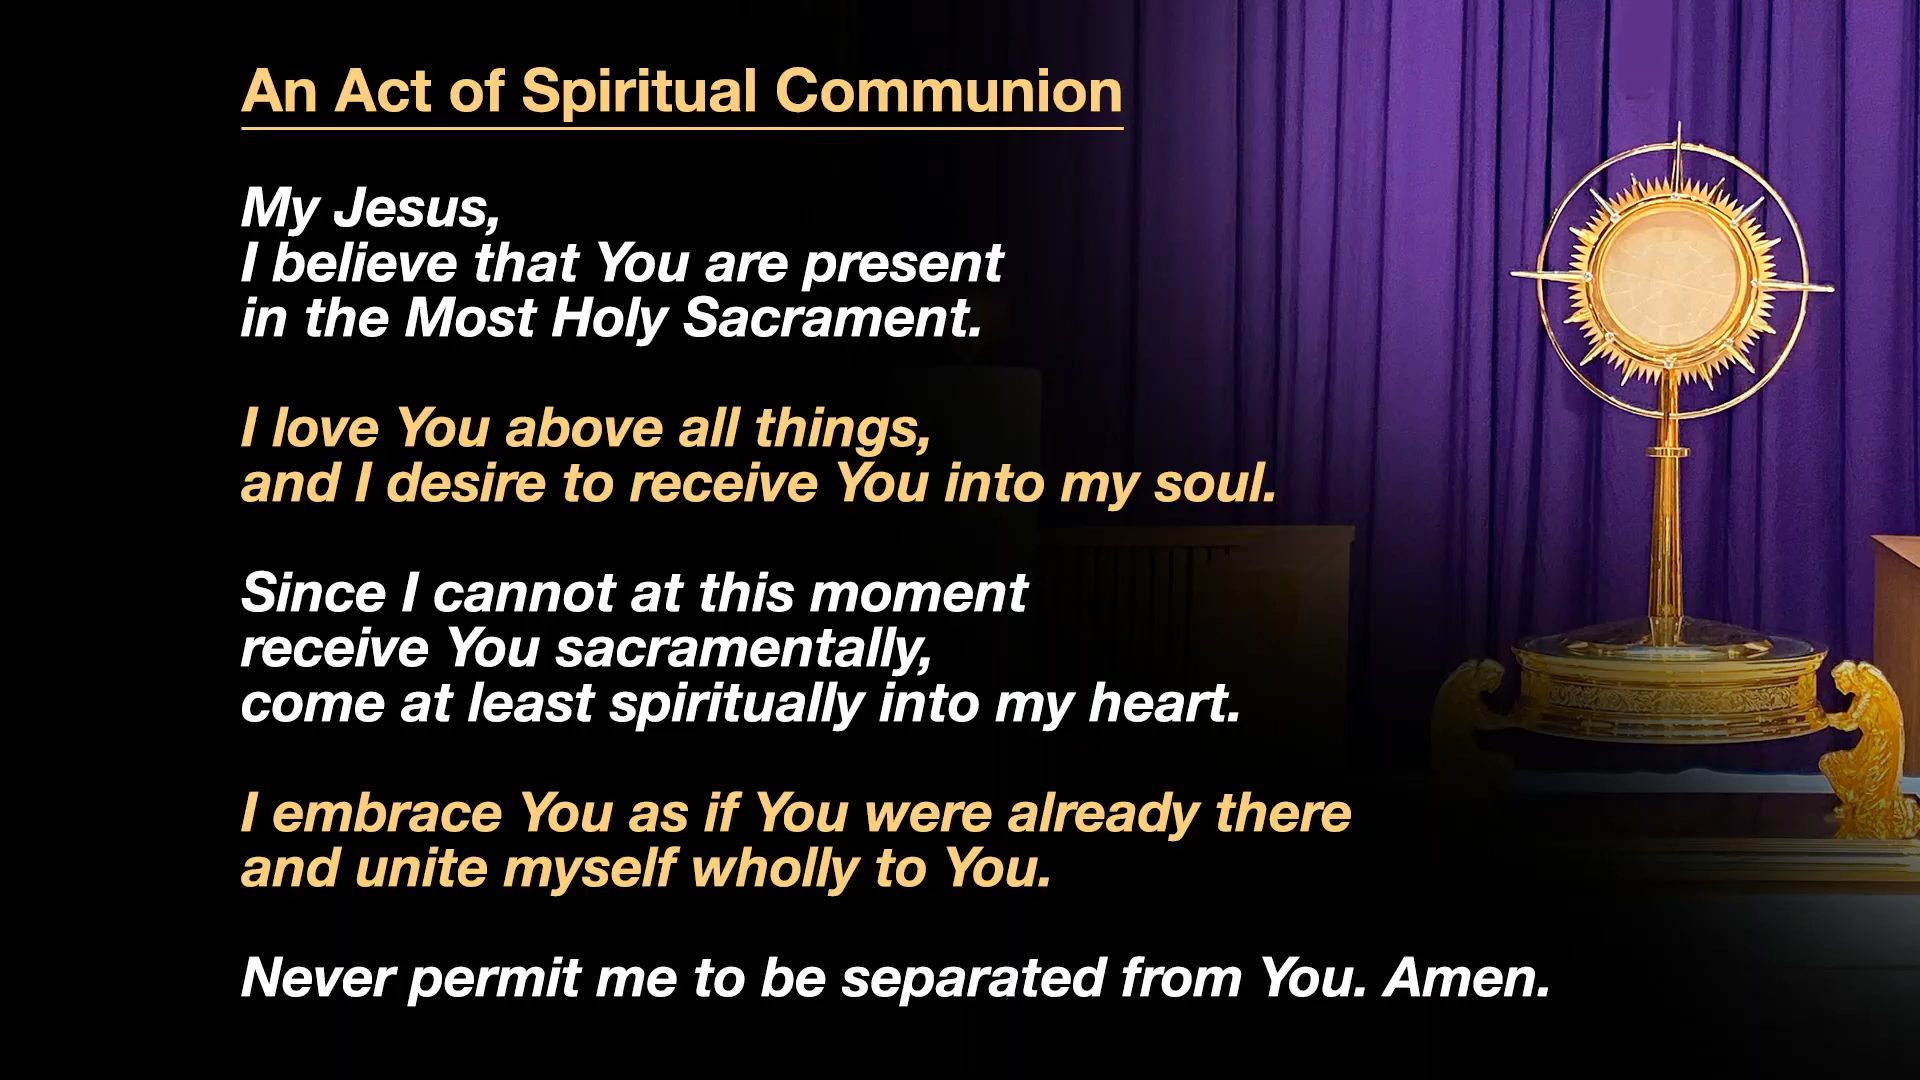 An Act of Spiritual Communion
My Jesus,
I believe that You are present
in the Most Holy Sacrament.
I love You above all things,
and I desire to receive You into my soul.
Since I cannot at this moment
receive You sacramentally,
come at least spiritually into my heart.
I embrace You as if You were already there
and unite myself wholly to You.
Never permit me to be separated from You. Amen.